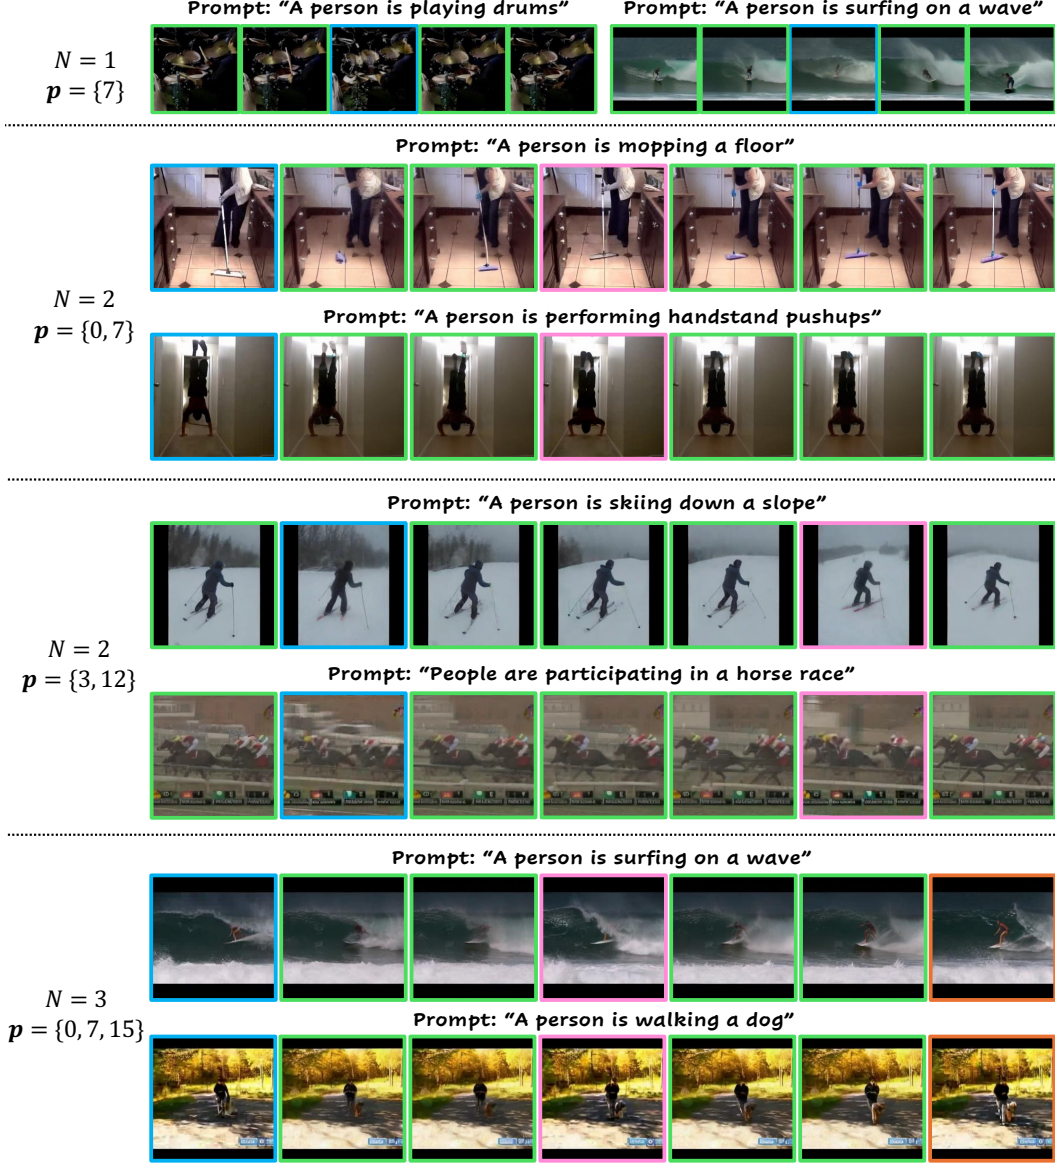 Prompt: “A person is playing drums”
Prompt: “A person is surfing on a wave”
N = 1
p = {7}
Prompt: “A person is mopping a floor”
N = 2
p = {0, 7}
Prompt: “A person is performing handstand pushups”
Prompt: “A person is skiing down a slope”
N = 2
p = {3, 12}
Prompt: “People are participating in a horse race”
Prompt: “A person is surfing on a wave”
N = 3
p = {0, 7, 15}
Prompt: “A person is walking a dog”